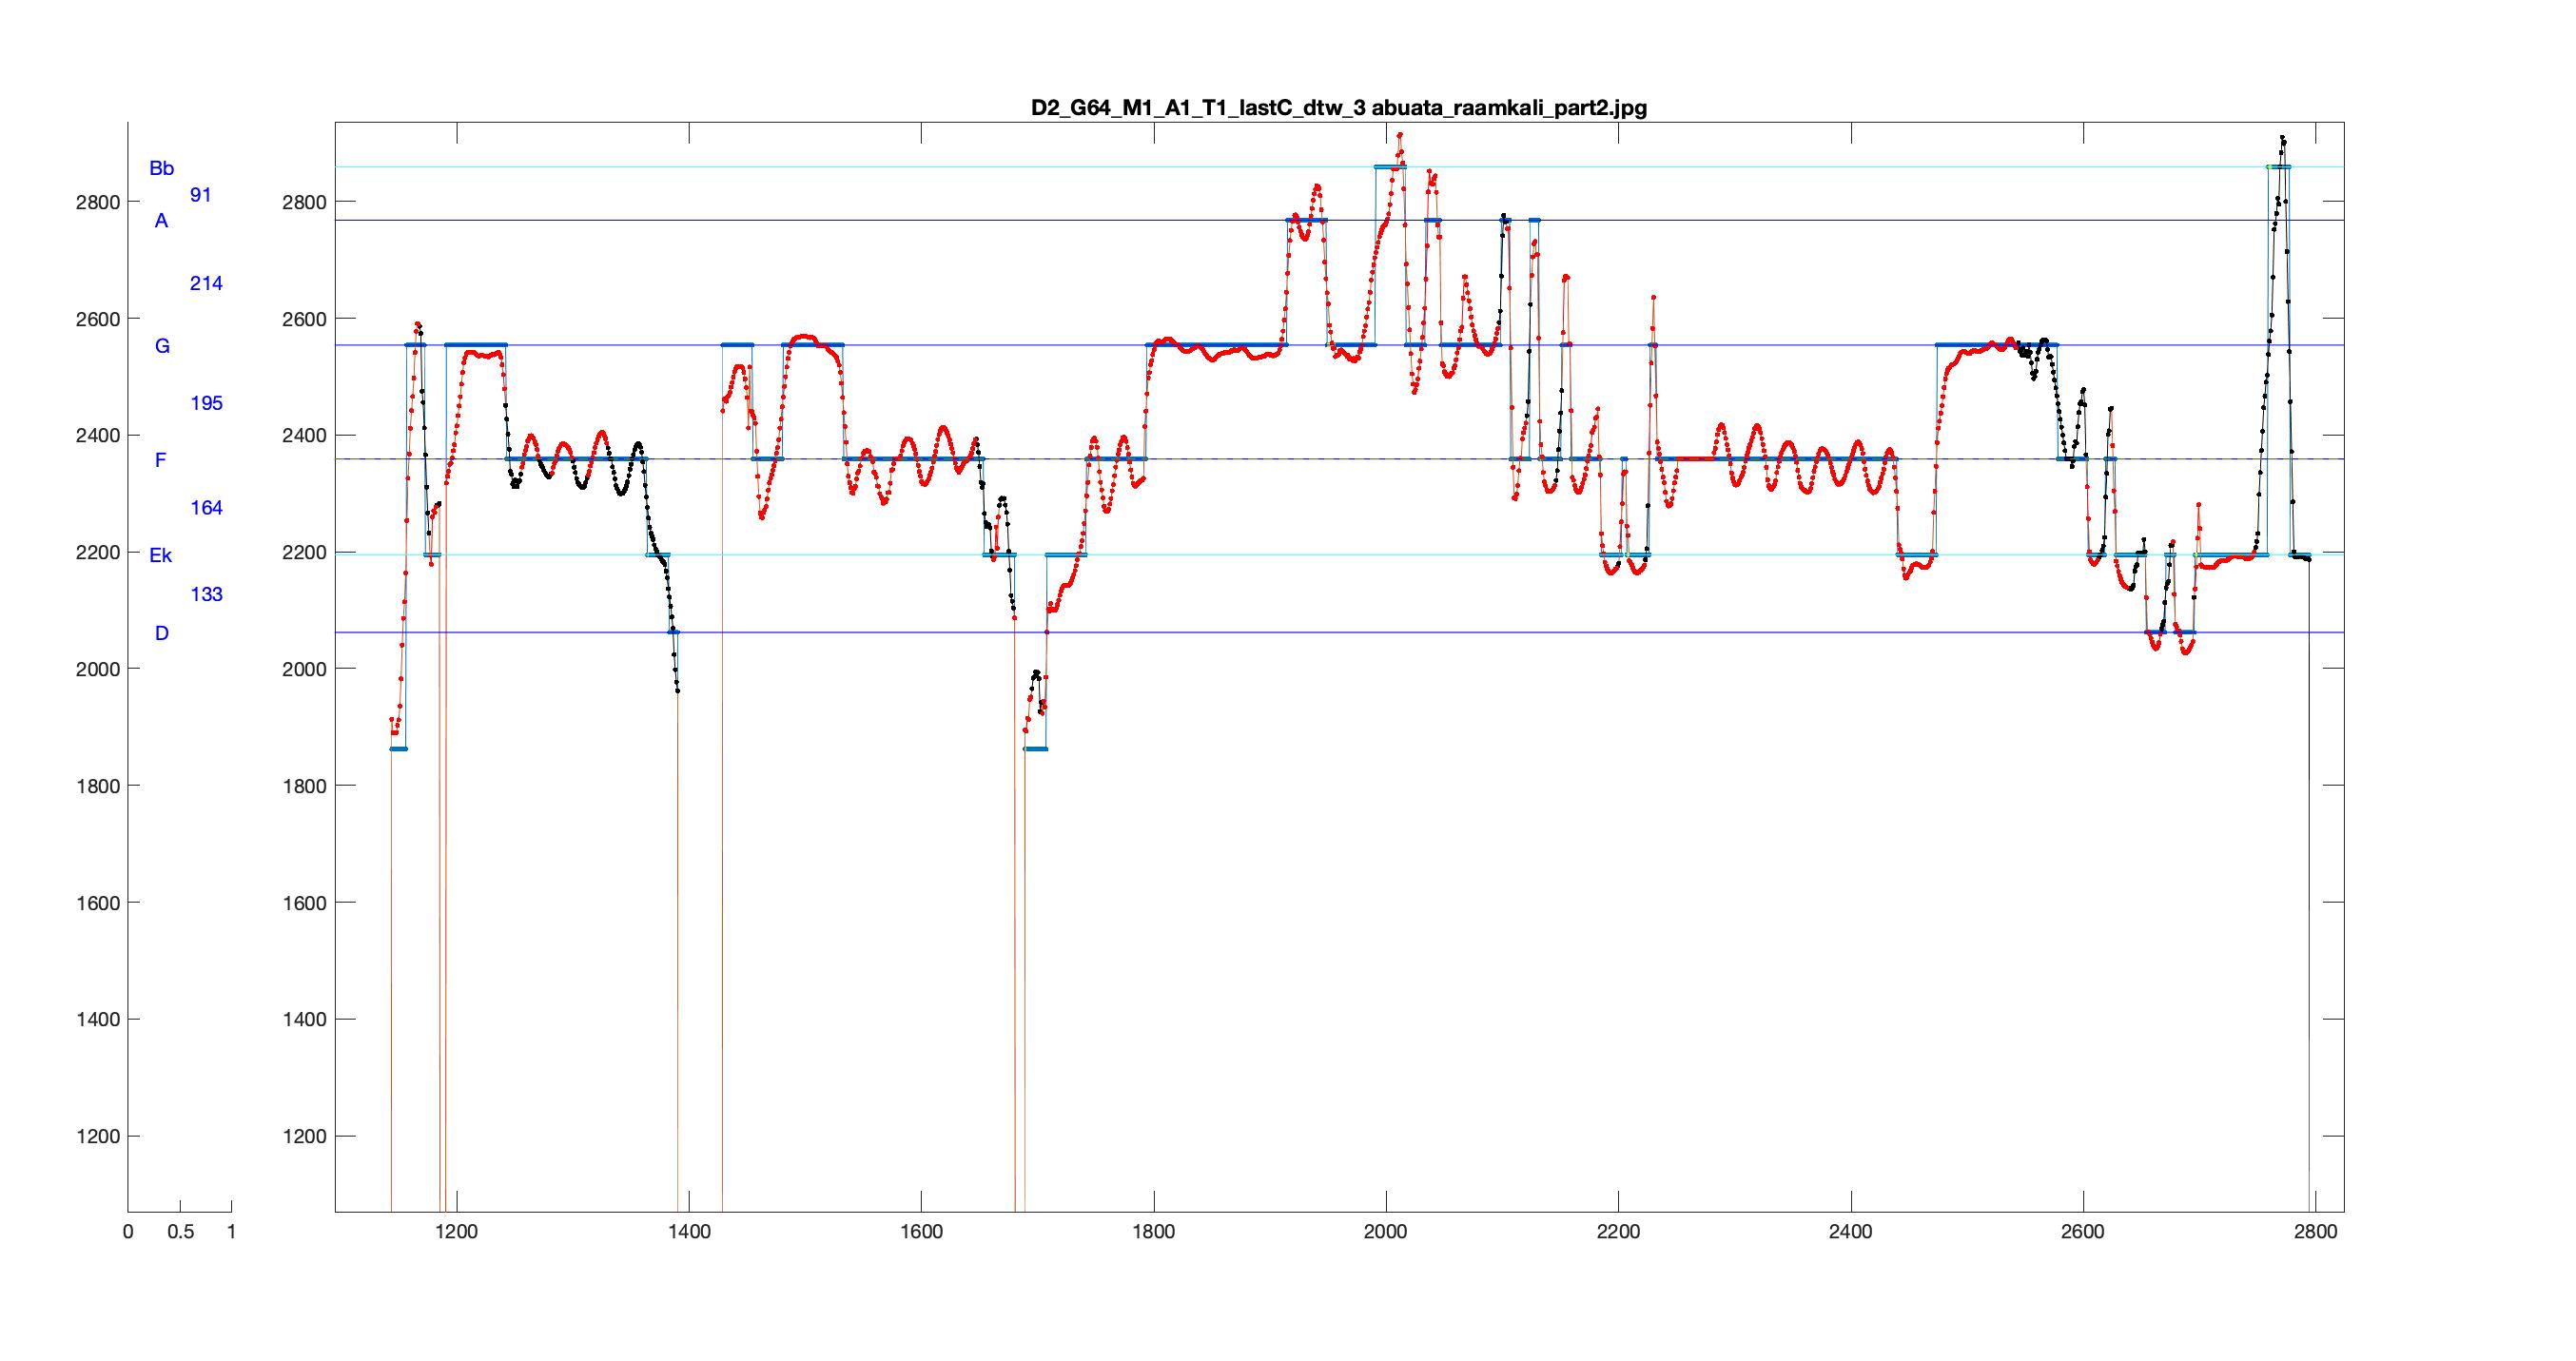 D2_G64_M1_A1_T1_lastC_dtw_3 abuata_raamkali_part2.jpg
Bb
91
2800 2800
A
214
2600 2600
G
195
2400 2400
F
164
2200 Ek 2200
133
D
2000 2000
1800 1800
1600 1600
1400 1400
1200 1200
0 0.5 1 1200 1400 1600 1800 2000 2200 2400 2600 2800